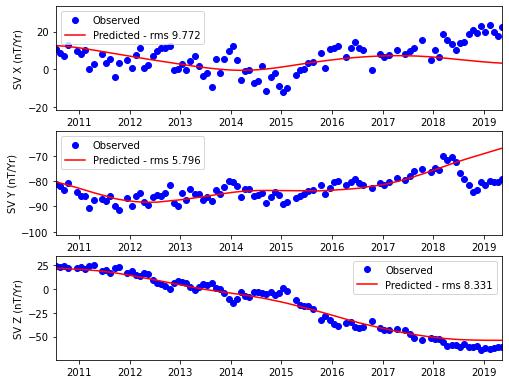 20
0
−20
SV X (nT/Yr)
Observed
Predicted - rms 9.772
2011 2012 2013 2014 2015 2016 2017 2018 2019
−70
−80
−90
−100
SV Y (nT/Yr)
Observed
Predicted - rms 5.796
2011 2012 2013 2014 2015 2016 2017 2018 2019
25
0
−25
−50
SV Z (nT/Yr)
Observed
Predicted - rms 8.331
2011 2012 2013 2014 2015 2016 2017 2018 2019